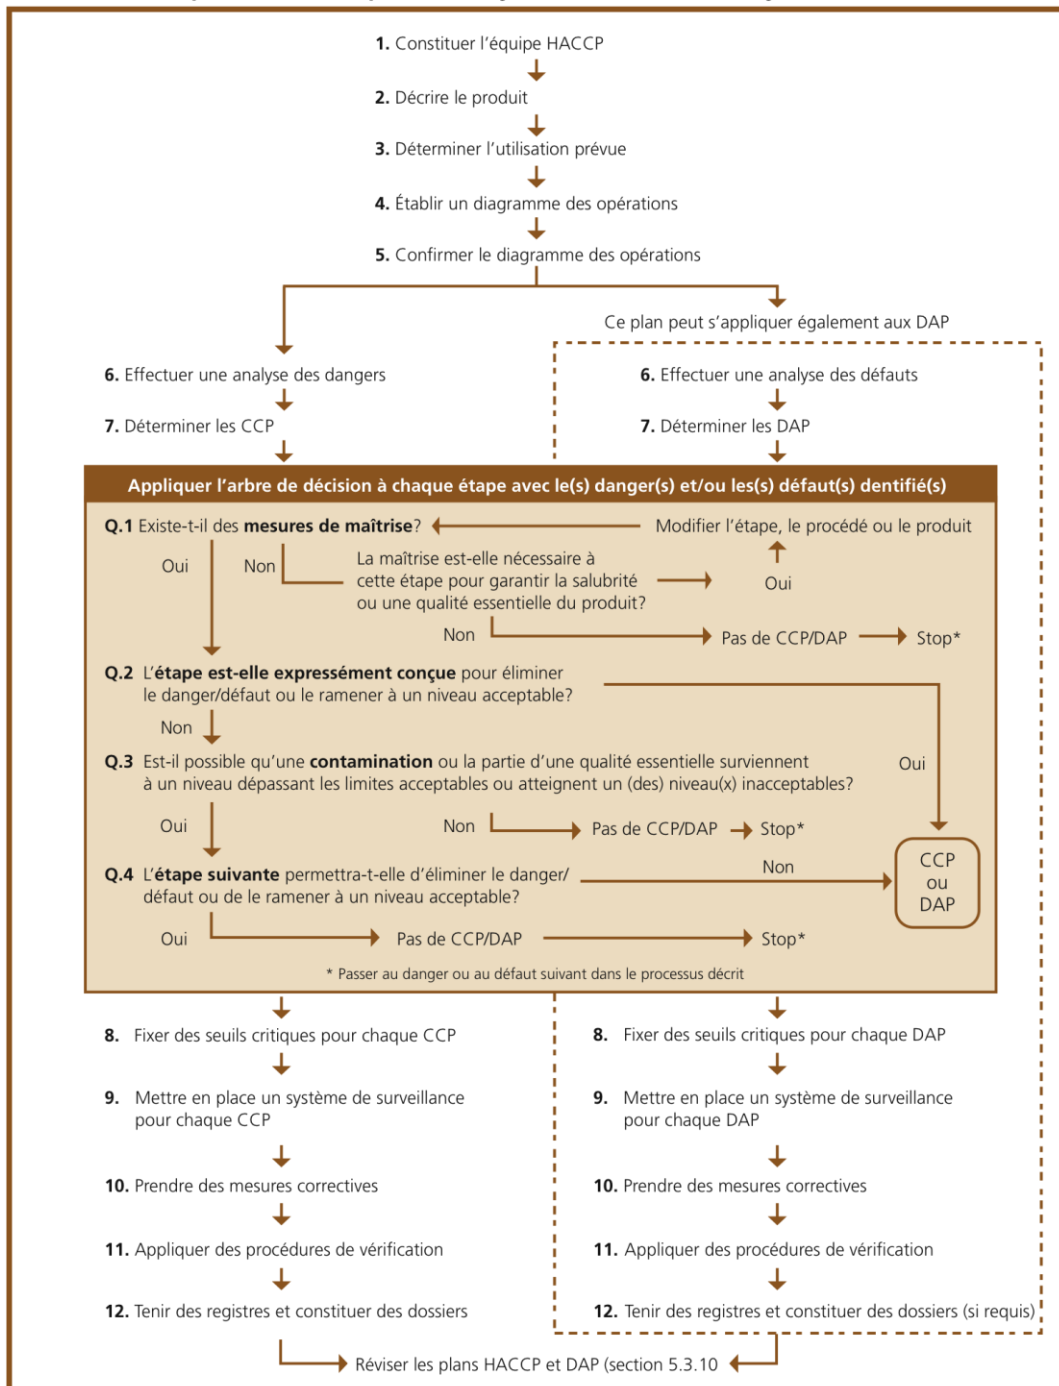 1. Constituer l'équipe HACCP
2. Décrire le produit
3. Déterminer l'utilisation prévue
4. Établir un diagramme des opérations
5. Confirmer le diagramme des opérations
Ce plan peut s'appliquer également aux DAP
6. Effectuer une analyse des dangers
7. Déterminer les CCP
6. Effectuer une analyse des défauts
7. Déterminer les DAP
Appliquer l'arbre de décision à chaque étape avec le(s) danger(s) et/ou les(s) défaut(s) dentifié(s)
Q.1 Existe-t-il des mesures de maîtrise?
Modifier l'étape, le procédé ou le produit
Oui
Non
La maîtrise est-elle nécessaire à
cette étape pour garantir la salubrité
ou une qualité essentielle du produit?
Oui
Non
Pas de CCP/DAP
Stop*
Q.2 L'étape est-elle expressément conçue pour éliminer
le danger/défaut ou le ramener à un niveau acceptable?
Non
Oui
Q.3 Est-il possible qu'une contamination ou la partie d'une qualité essentielle surviennent
à un niveau dépassant les limites acceptables ou atteignent un (des) niveau(x) inacceptables?
Oui
Non
Pas de CCP/DAP
Stop*
Q.4 L'étape suivante permettra-t-elle d'éliminer le danger/
défaut ou de le ramener à un niveau acceptable?
Non
CCP
ou
DAP
Oui
Pas de CCP/DAP
Stop*
* Passer au danger ou au défaut suivant dans le processus décrit
8. Fixer des seuils critiques pour chaque CCP
9. Mettre en place un système de surveillance
pour chaque CCP
10. Prendre des mesures correctives
11. Appliquer des procédures de vérification
12. Tenir des registres et constituer des dossiers
8. Fixer des seuils critiques pour chaque DAP
9. Mettre en place un système de surveillance
pour chaque DAP
10. Prendre des mesures correctives
11. Appliquer des procédures de vérification
12. Tenir des registres et constituer des dossiers (si requis)
Réviser les plans HACCP et DAP (section 5.3.10